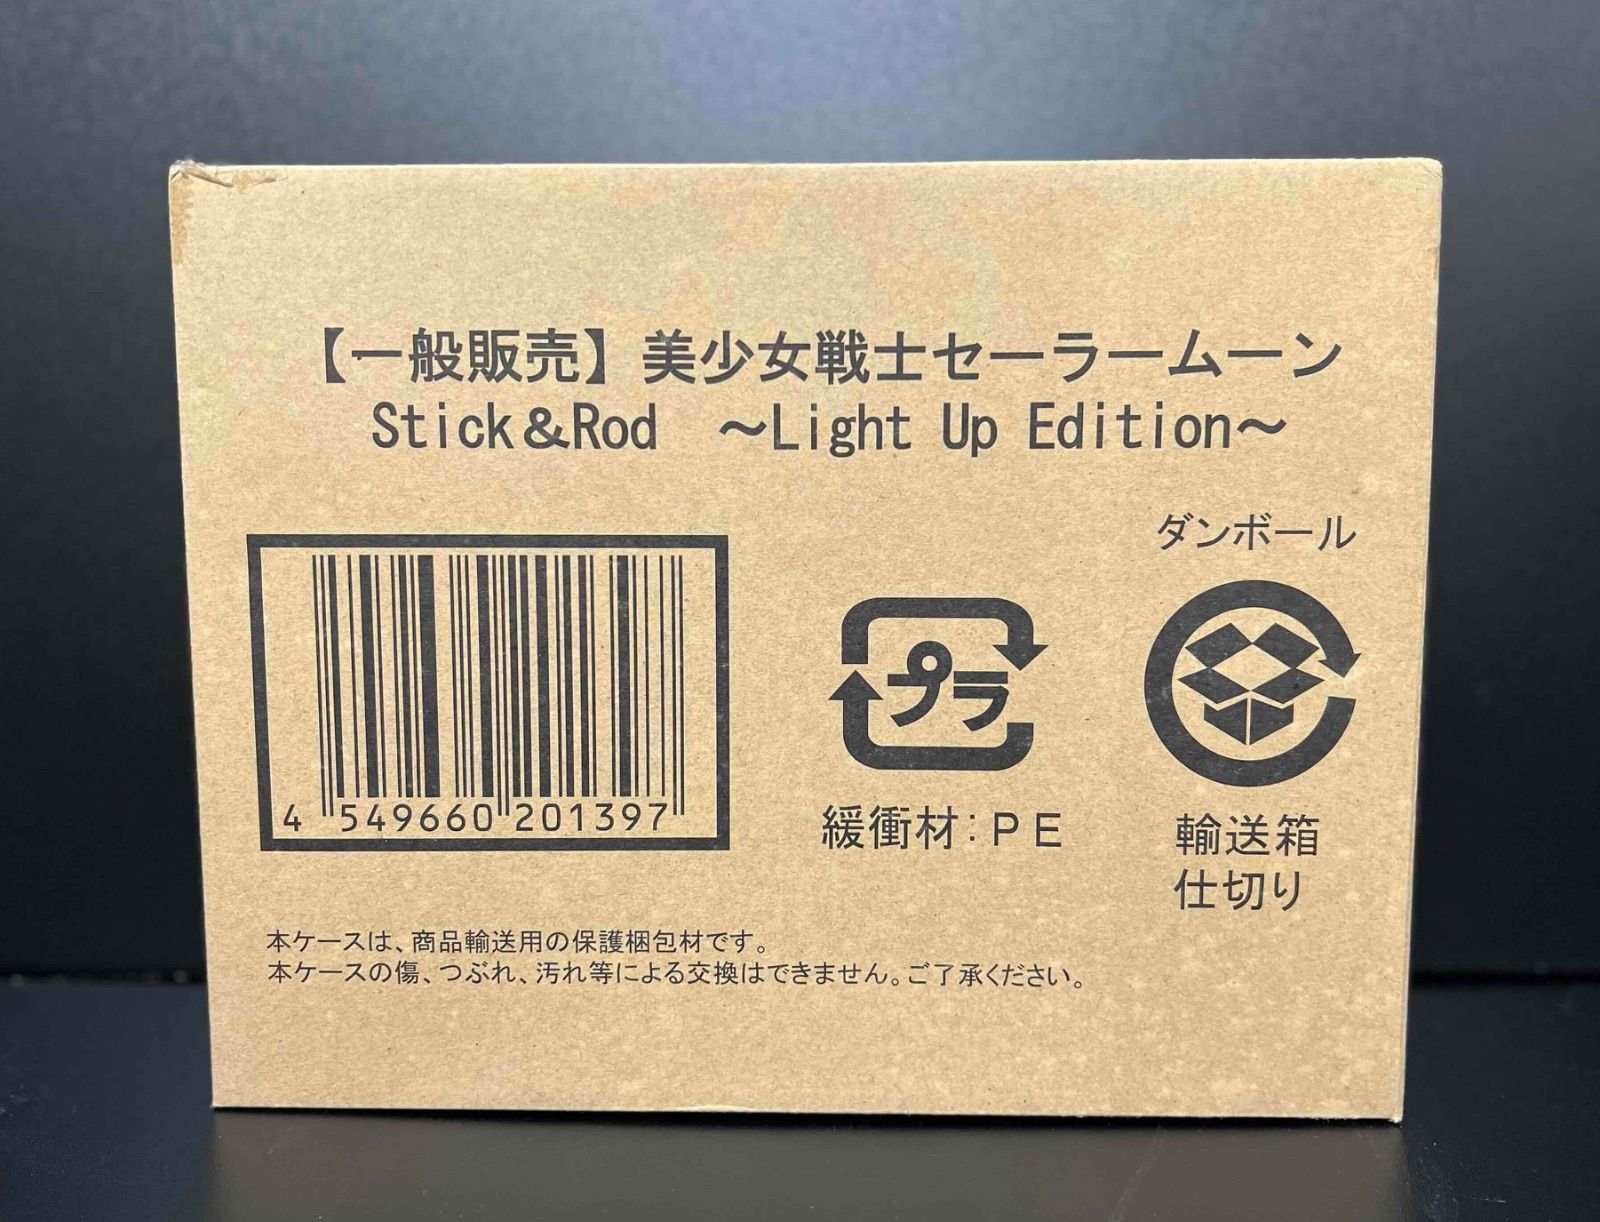 【一般販売】美少女戦士セーラームーン
Stick&Rod ～Light Up Edition～
ダンボール
プラ
4 549660 201397
緩衝材:PE
輸送箱
仕切り
本ケースは、商品輸送用の保護梱包材です。
本ケースの傷、つぶれ、汚れ等による交換はできません。ご了承ください。